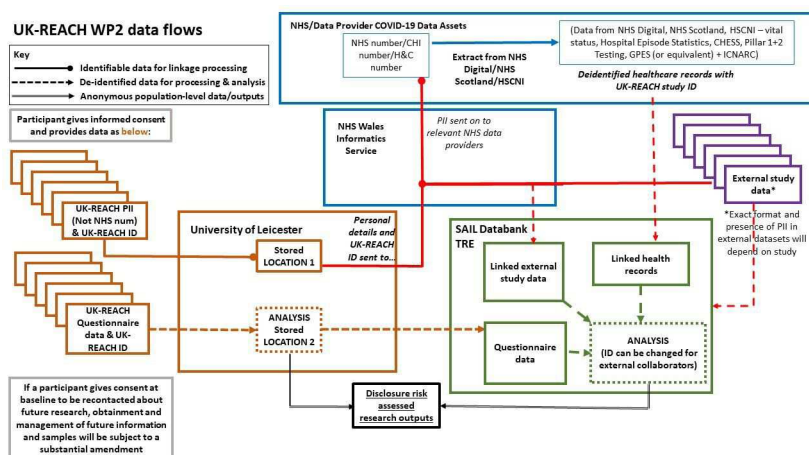 UK-REACH WP2 data flows
Key
Identifiable data for linkage processing
De-identified data for processing & analysis
Anonymous population-level data/outputs
Participant gives informed consent
and provides data as below:
UK-REACH PII
(Not NHS num)
& UK-REACH ID
UK-REACH
Questionnaire
data & UK-
REACH ID
If a participant gives consent at
baseline to be recontacted about
future research, obtainment and
management of future information
and samples will be subject to a
substantial amendment
University of Leicester
Stored
LOCATION 1
Personal
details and
UK-REACH
ID sent to...
ANALYSIS
Stored
LOCATION 2
NHS/Data Provider COVID-19 Data Assets
NHS number/CHI
number/H&C
number
Extract from NHS
Digital/NHS
Scotland/HSCNI
(Data from NHS Digital, NHS Scotland, HSCNI – vital
status, Hospital Episode Statistics, CHESS, Pillar 1+2
Testing, GPES (or equivalent) + ICNARC)
Deidentified healthcare records with
UK-REACH study ID
NHS Wales
Informatics
Service
PII sent on to
relevant NHS data
providers
External study
data*
*Exact format and
presence of PII in
external datasets will
depend on study
SAIL Databank
TRE
Linked external
study data
Linked health
records
Questionnaire
data
ANALYSIS
(ID can be changed for
external collaborators)
Disclosure risk
assessed
research outputs